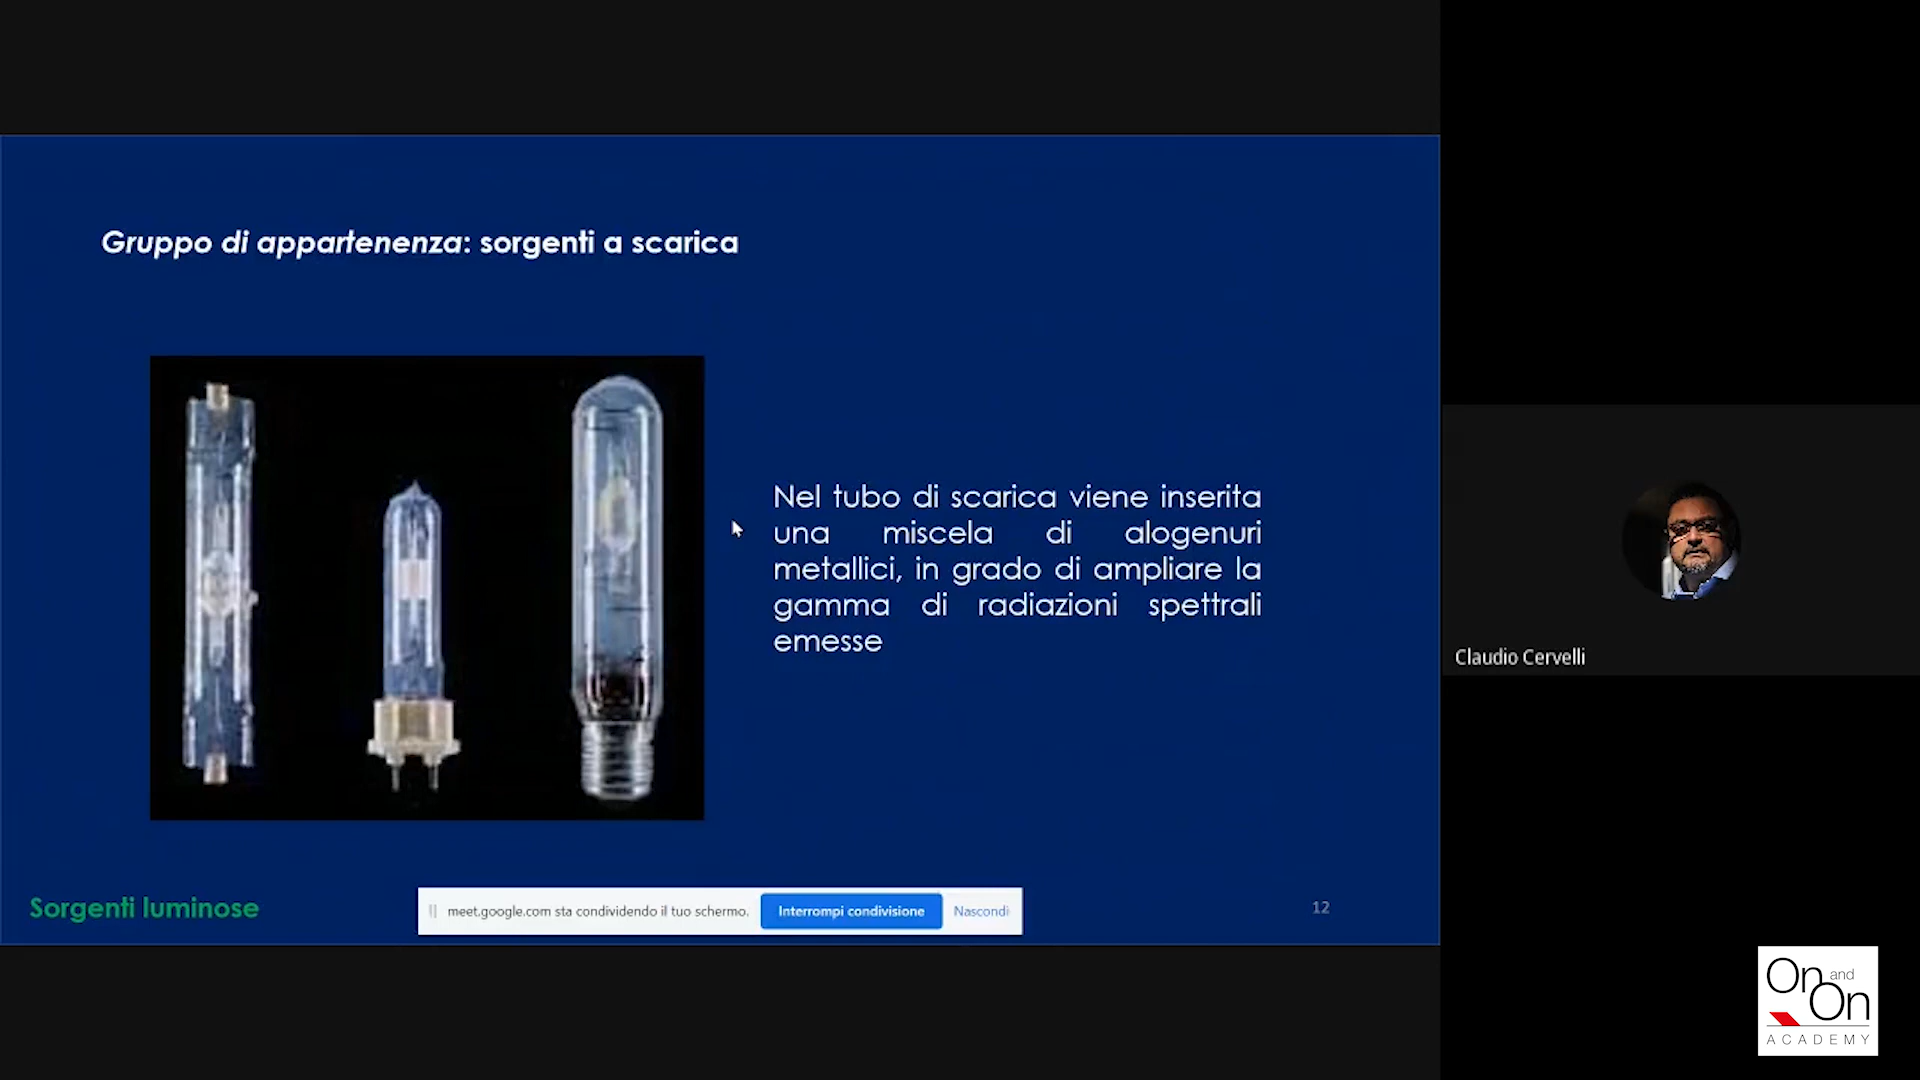 Gruppo di appartenenza: sorgenti a scarica
Nel tubo di scarica viene inserita
una miscela di alogenuri
metallici, in grado di ampliare la
gamma di radiazioni spettrali
emesse
Claudio Cervelli
Sorgenti luminose
meet.google.com sta condividendo il tuo schermo.
Interrompi condivisione
Nascondi
12
On and
On
ACADEMY